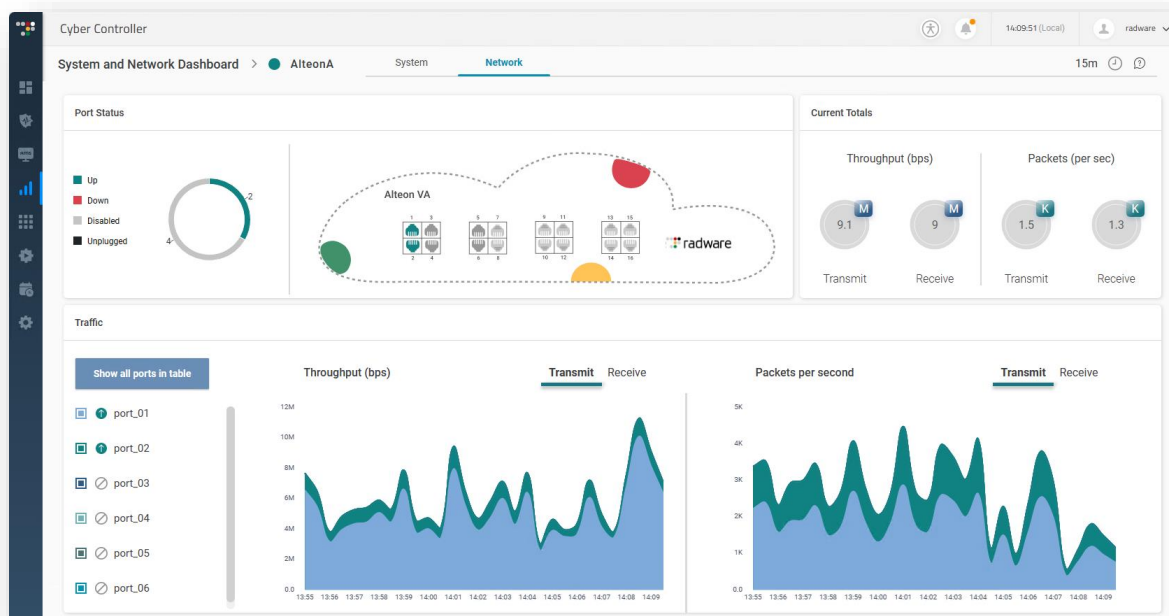 Cyber Controller
14:09:51 (Local)
radware
System and Network Dashboard > AlteonA
System
Network
15m
Port Status
Up
Down
Disabled
Unplugged
2
4
Alteon VA
1 3 5 7 9 11 13 15
2 4 6 8 10 12 14 16
radware
Current Totals
Throughput (bps)
Packets (per sec)
9.1 M
9 M
1.5 K
1.3 K
Transmit
Receive
Transmit
Receive
Traffic
Show all ports in table
port_01
port_02
port_03
port_04
port_05
port_06
Throughput (bps)
Transmit
Receive
12M
10M
8M
6M
4M
2M
0.0
13:55 13:56 13:57 13:58 13:59 14:00 14:01 14:02 14:03 14:04 14:05 14:06 14:07 14:08 14:09
Packets per second
Transmit
Receive
5K
4K
3K
2K
1K
0.0
13:55 13:56 13:57 13:58 13:59 14:00 14:01 14:02 14:03 14:04 14:05 14:06 14:07 14:08 14:09